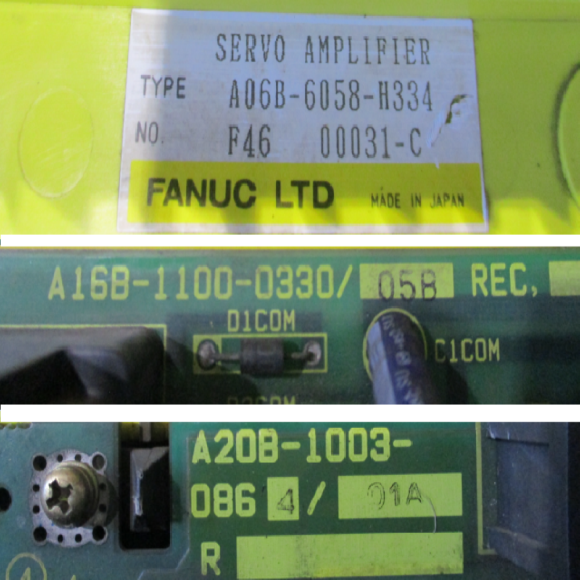 SERVO AMPLIFIER
TYPE A06B-6058-H334
NO. F46 00031-C
FANUC LTD MADE IN JAPAN
A16B-1100-0330/05B REC,
D1COM
C1COM
D2COM
A20B-1003-
0864/01A
R